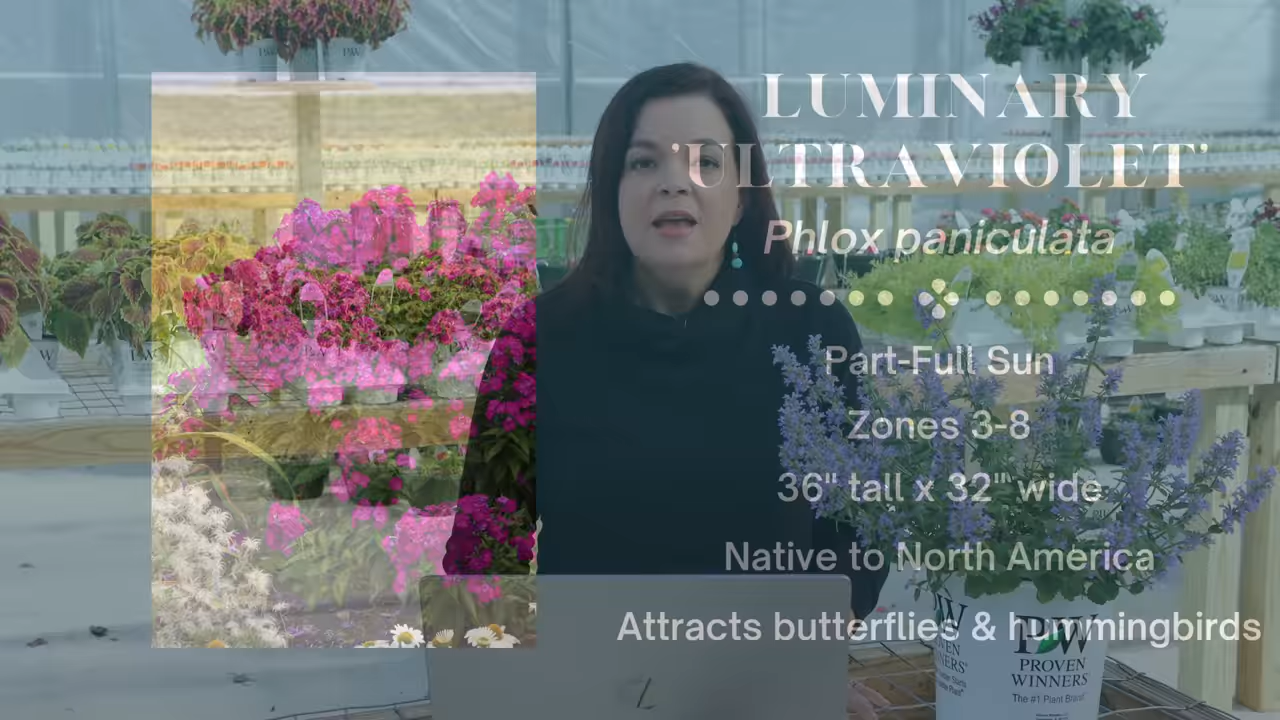 LUMINARY
'ULTRAVIOLET'
Phlox paniculata
Part-Full Sun
Zones 3-8
36" tall x 32" wide
Native to North America
Attracts butterflies & hummingbirds
PW
PROVEN
WINNERS
The #1 Plant Brand